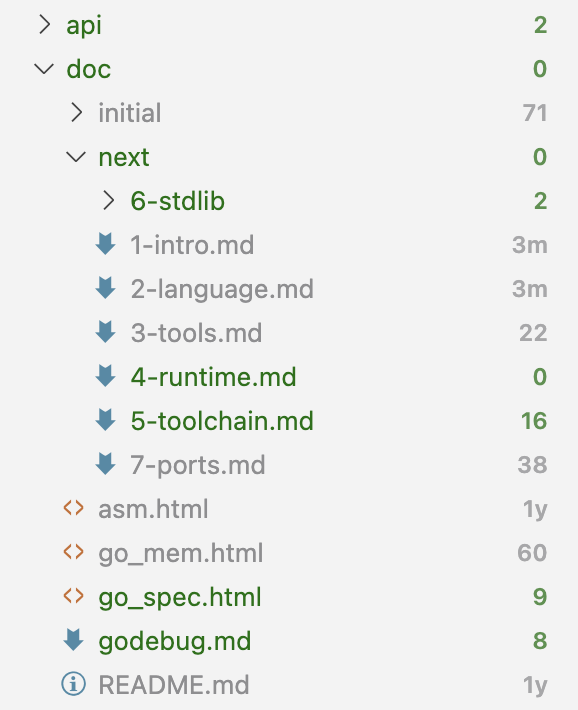 api 2
doc 0
initial 71
next 0
6-stdlib 2
1-intro.md 3m
2-language.md 3m
3-tools.md 22
4-runtime.md 0
5-toolchain.md 16
7-ports.md 38
asm.html 1y
go_mem.html 60
go_spec.html 9
godebug.md 8
README.md 1y